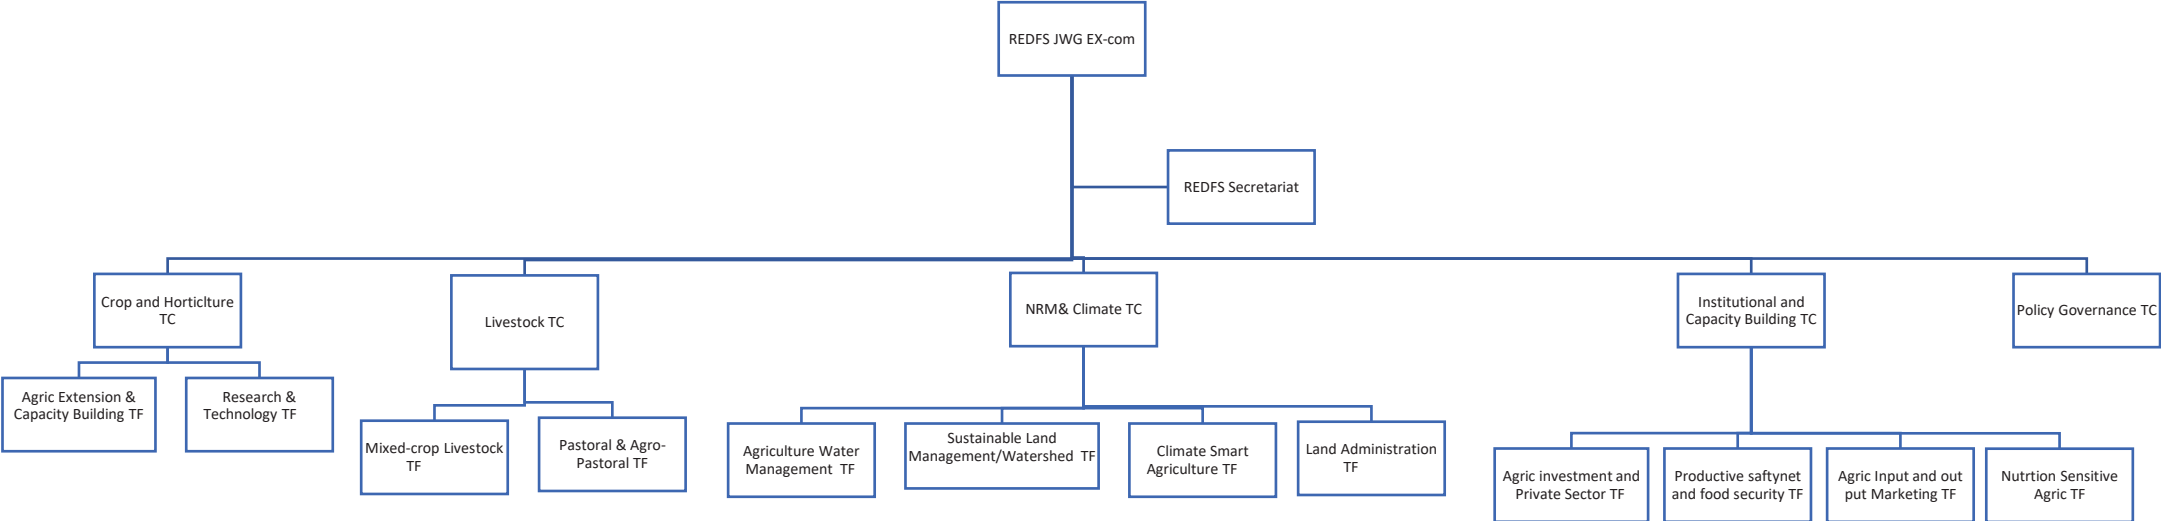 REDFS JWG EX-com
REDFS Secretariat
Crop and Horticlture
TC
Livestock TC
NRM& Climate TC
Institutional and
Capacity Building TC
Policy Governance TC
Agric Extension &
Capacity Building TF
Research &
Technology TF
Mixed-crop Livestock
TF
Pastoral & Agro-
Pastoral TF
Agriculture Water
Management TF
Sustainable Land
Management/Watershed TF
Climate Smart
Agriculture TF
Land Administration
TF
Agric investment and
Private Sector TF
Productive saftynet
and food security TF
Agric Input and out
put Marketing TF
Nutrtion Sensitive
Agric TF